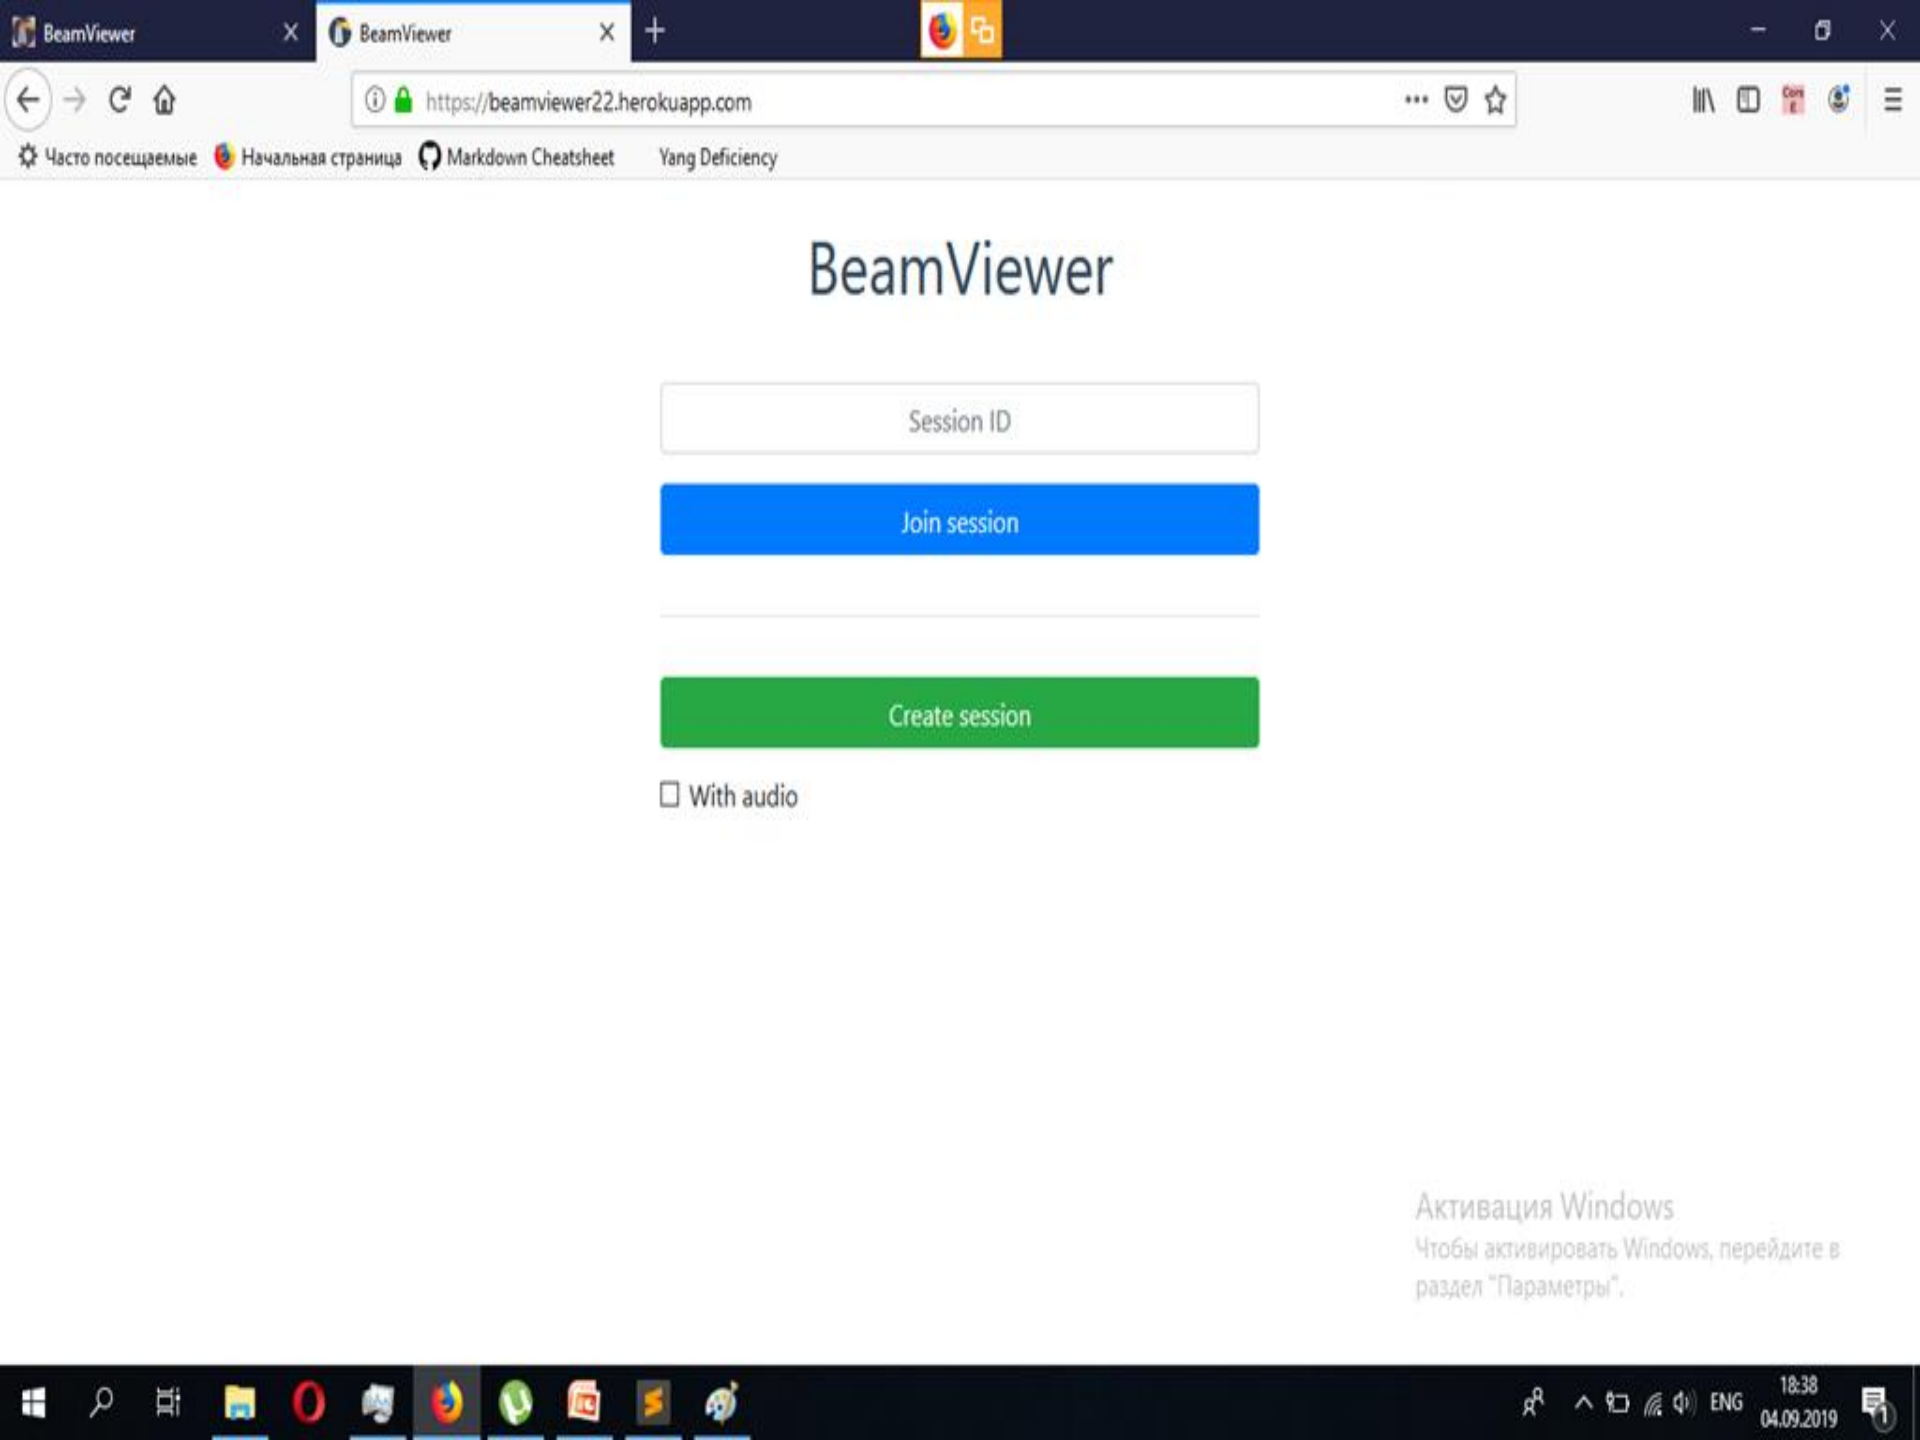 BeamViewer
BeamViewer
https://beamviewer22.herokuapp.com
Часто посещаемые
Начальная страница
Markdown Cheatsheet
Yang Deficiency
BeamViewer
Session ID
Join session
Create session
With audio
Активация Windows
Чтобы активировать Windows, перейдите в
раздел "Параметры".
ENG
18:38
04.09.2019
1